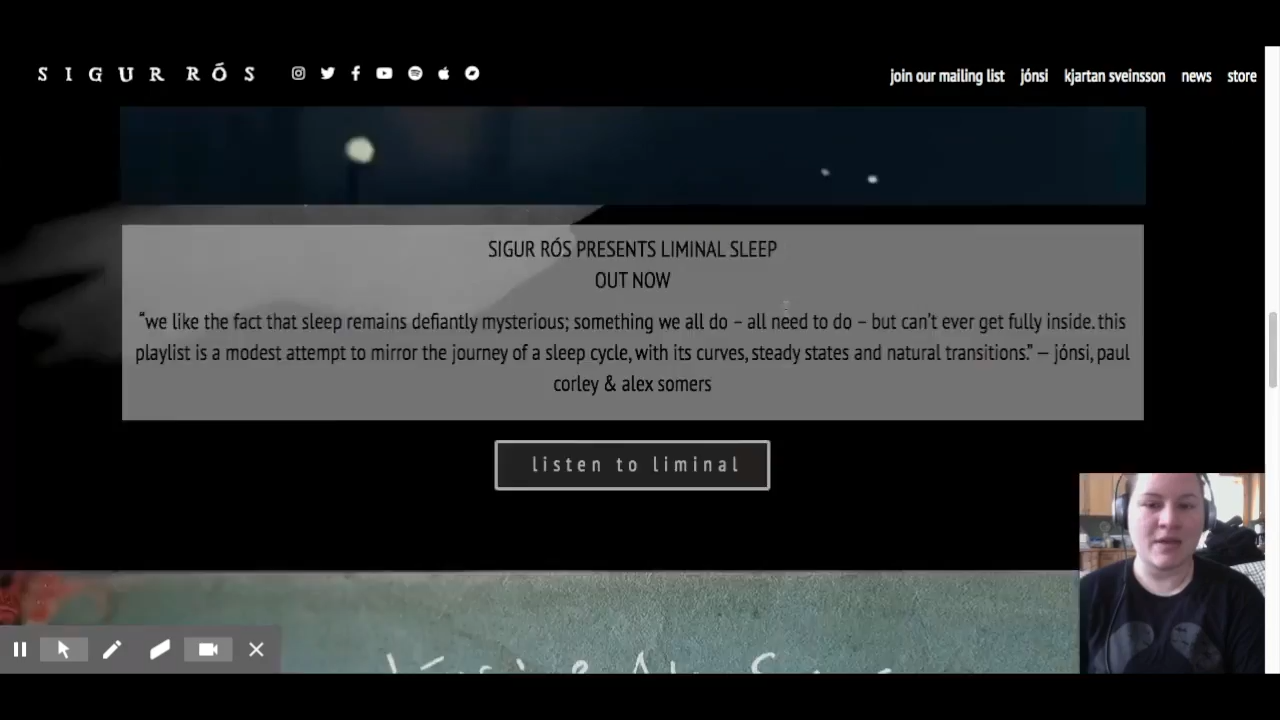 SIGUR RÓS
join our mailing list jónsi kjartan sveinsson news store
SIGUR RÓS PRESENTS LIMINAL SLEEP
OUT NOW
“we like the fact that sleep remains defiantly mysterious; something we all do – all need to do – but can’t ever get fully inside. this
playlist is a modest attempt to mirror the journey of a sleep cycle, with its curves, steady states and natural transitions.” — jónsi, paul
corley & alex somers
listen to liminal